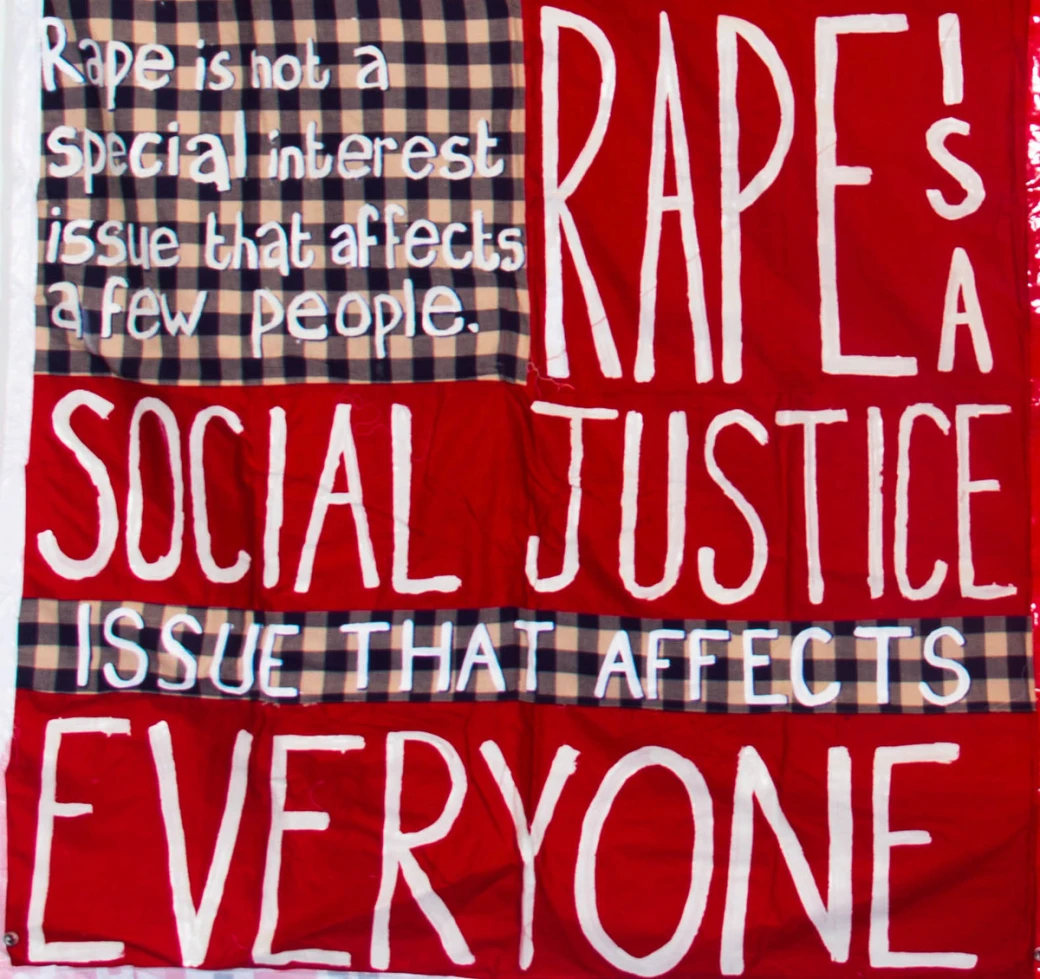 Rape is not a
special interest
issue that affects
a few people.
RAPE IS A
SOCIAL JUSTICE
ISSUE THAT AFFECTS
EVERYONE